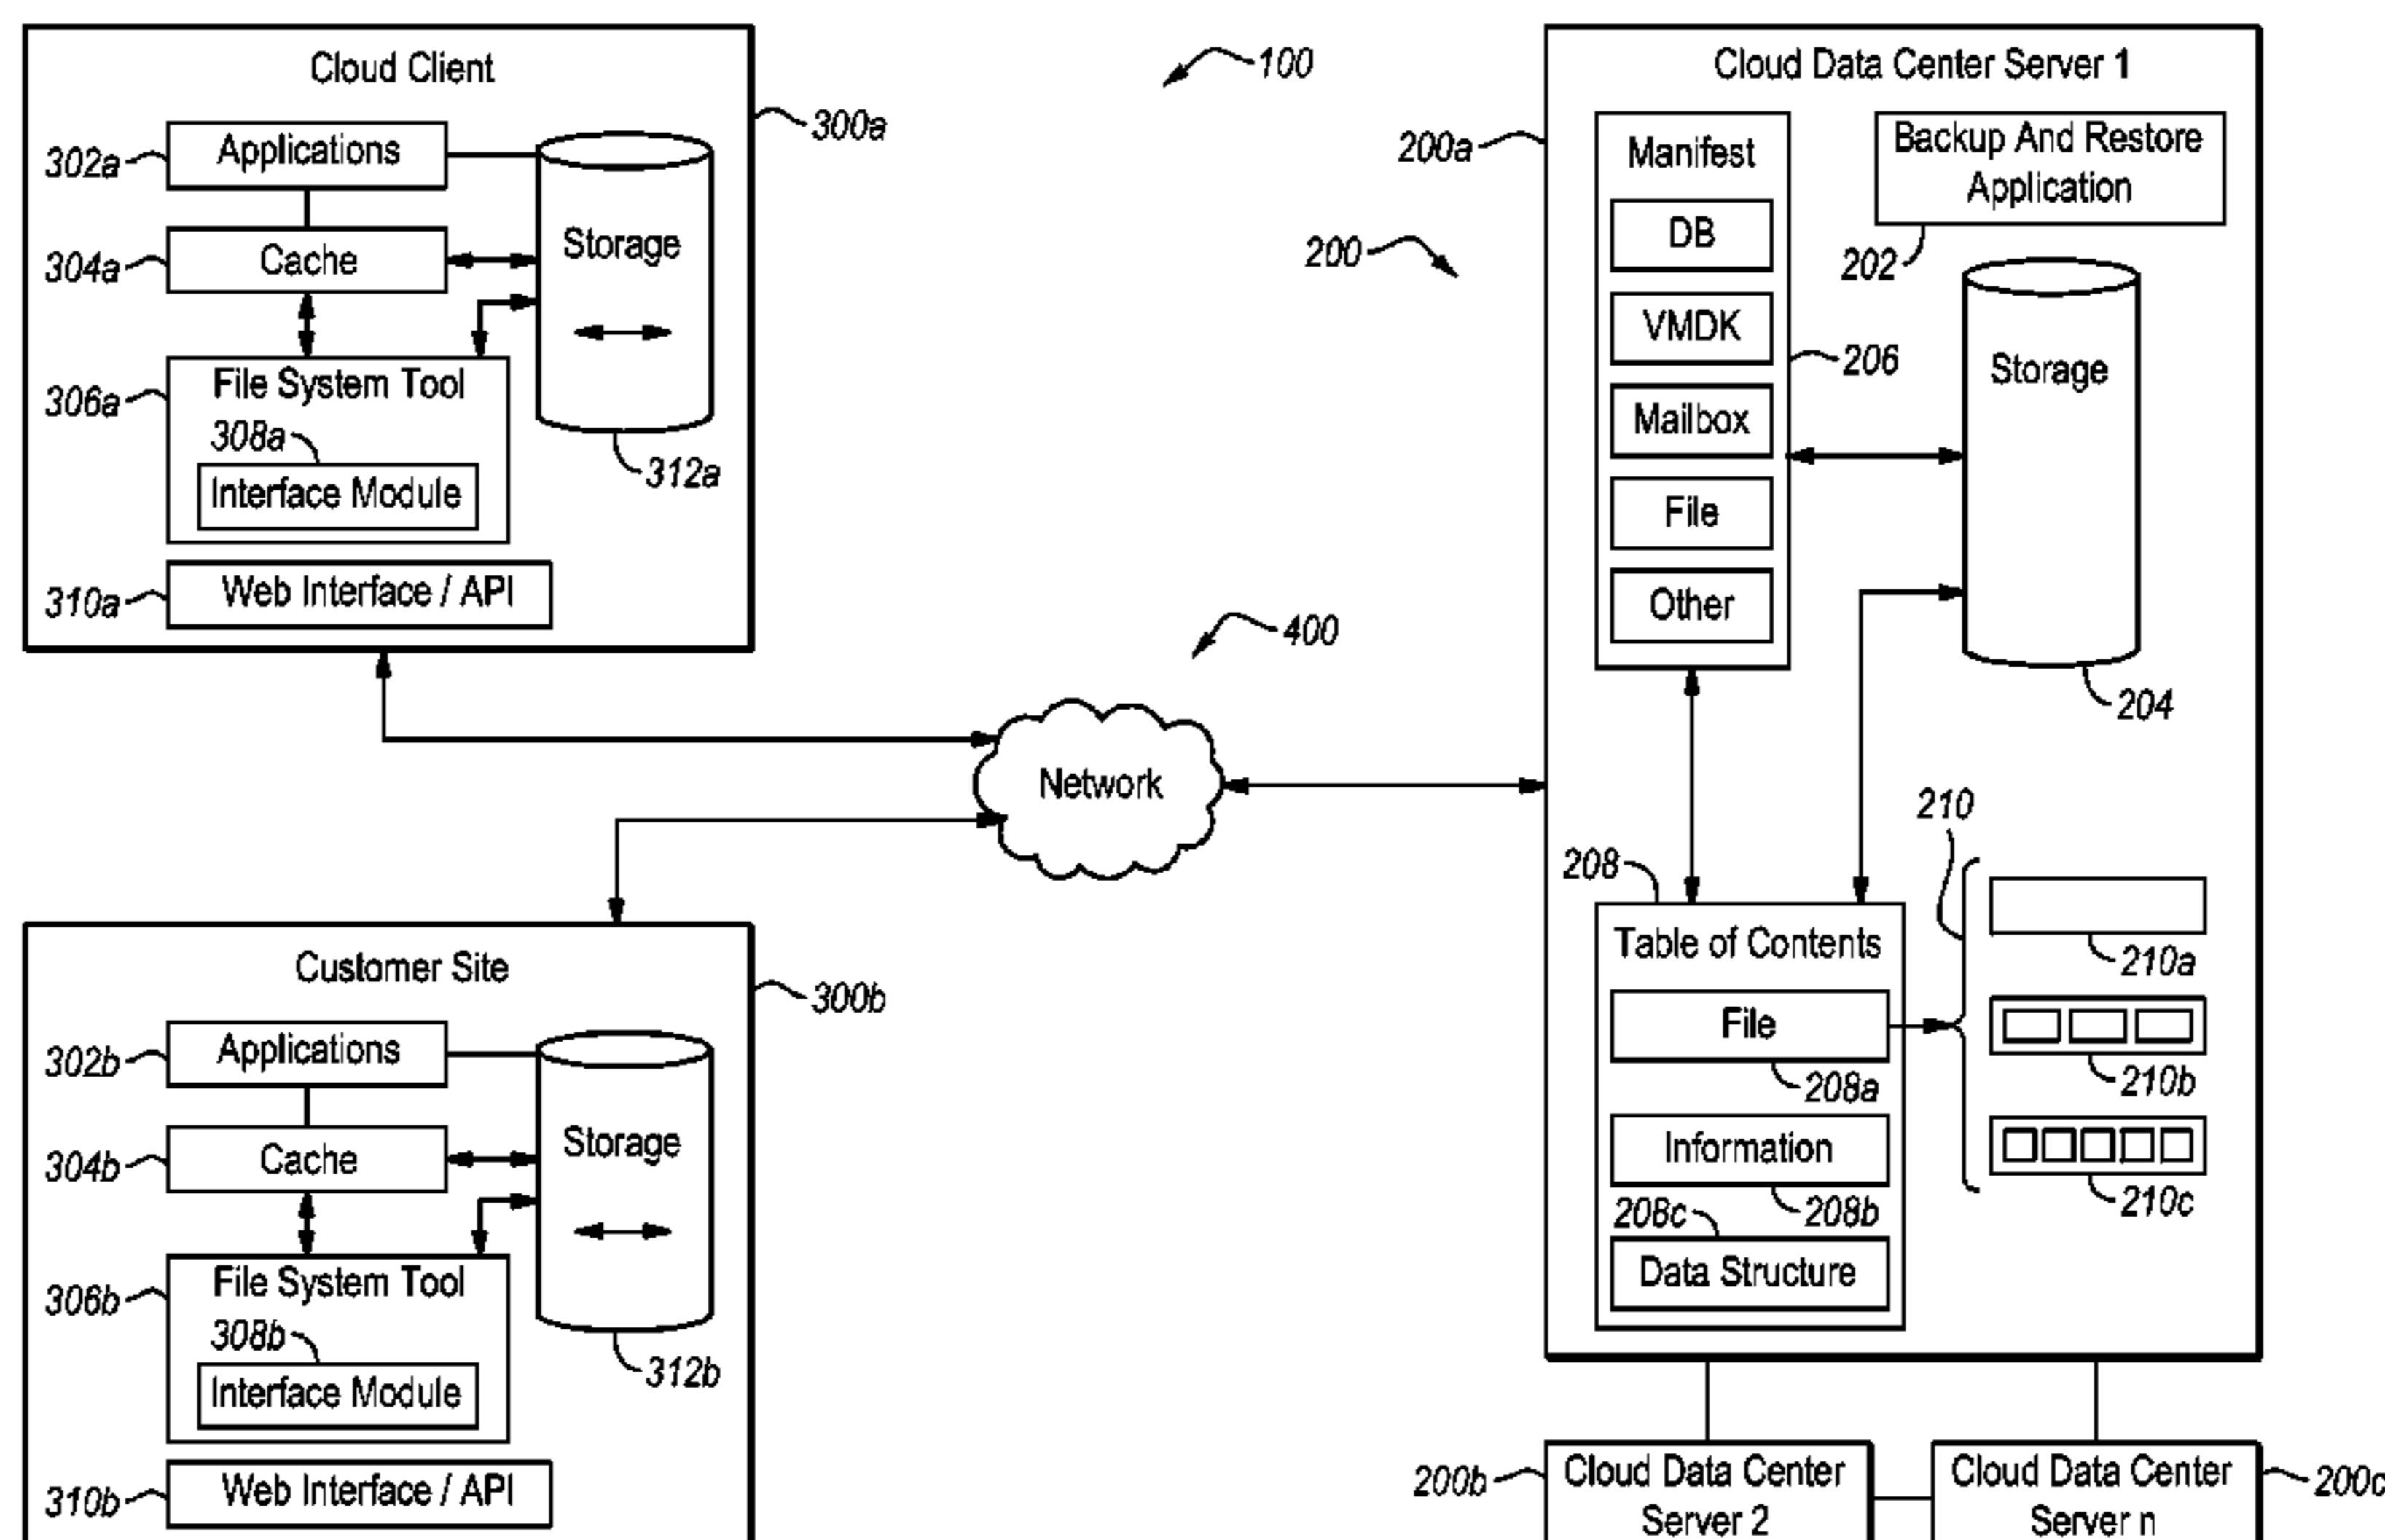 100
Cloud Client
300a
302a
Applications
304a
Cache
Storage
306a
File System Tool
308a
Interface Module
312a
310a
Web Interface / API
400
Network
Customer Site
300b
302b
Applications
304b
Cache
Storage
306b
File System Tool
308b
Interface Module
312b
310b
Web Interface / API
200
Cloud Data Center Server 1
200a
Manifest
DB
VMDK
Mailbox
File
Other
206
Backup And Restore
Application
202
Storage
204
208
Table of Contents
File
208a
Information
208b
208c
Data Structure
210
210a
210b
210c
200b
Cloud Data Center
Server 2
Cloud Data Center
Server n
200c